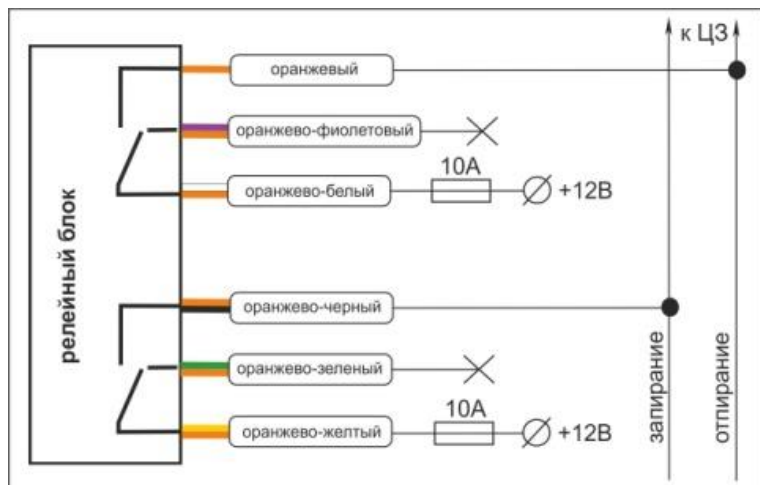 к ЦЗ
оранжевый
оранжево-фиолетовый
10А
оранжево-белый
+12В
релейный блок
оранжево-черный
запирание
отпирание
оранжево-зеленый
10А
оранжево-желтый
+12В